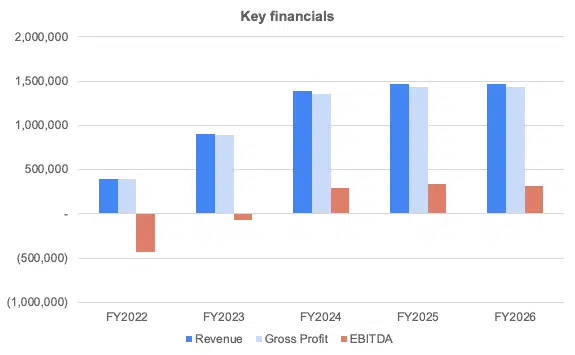 Key financials
2,000,000
1,500,000
1,000,000
500,000
-
(500,000)
(1,000,000)
FY2022 FY2023 FY2024 FY2025 FY2026
Revenue Gross Profit EBITDA